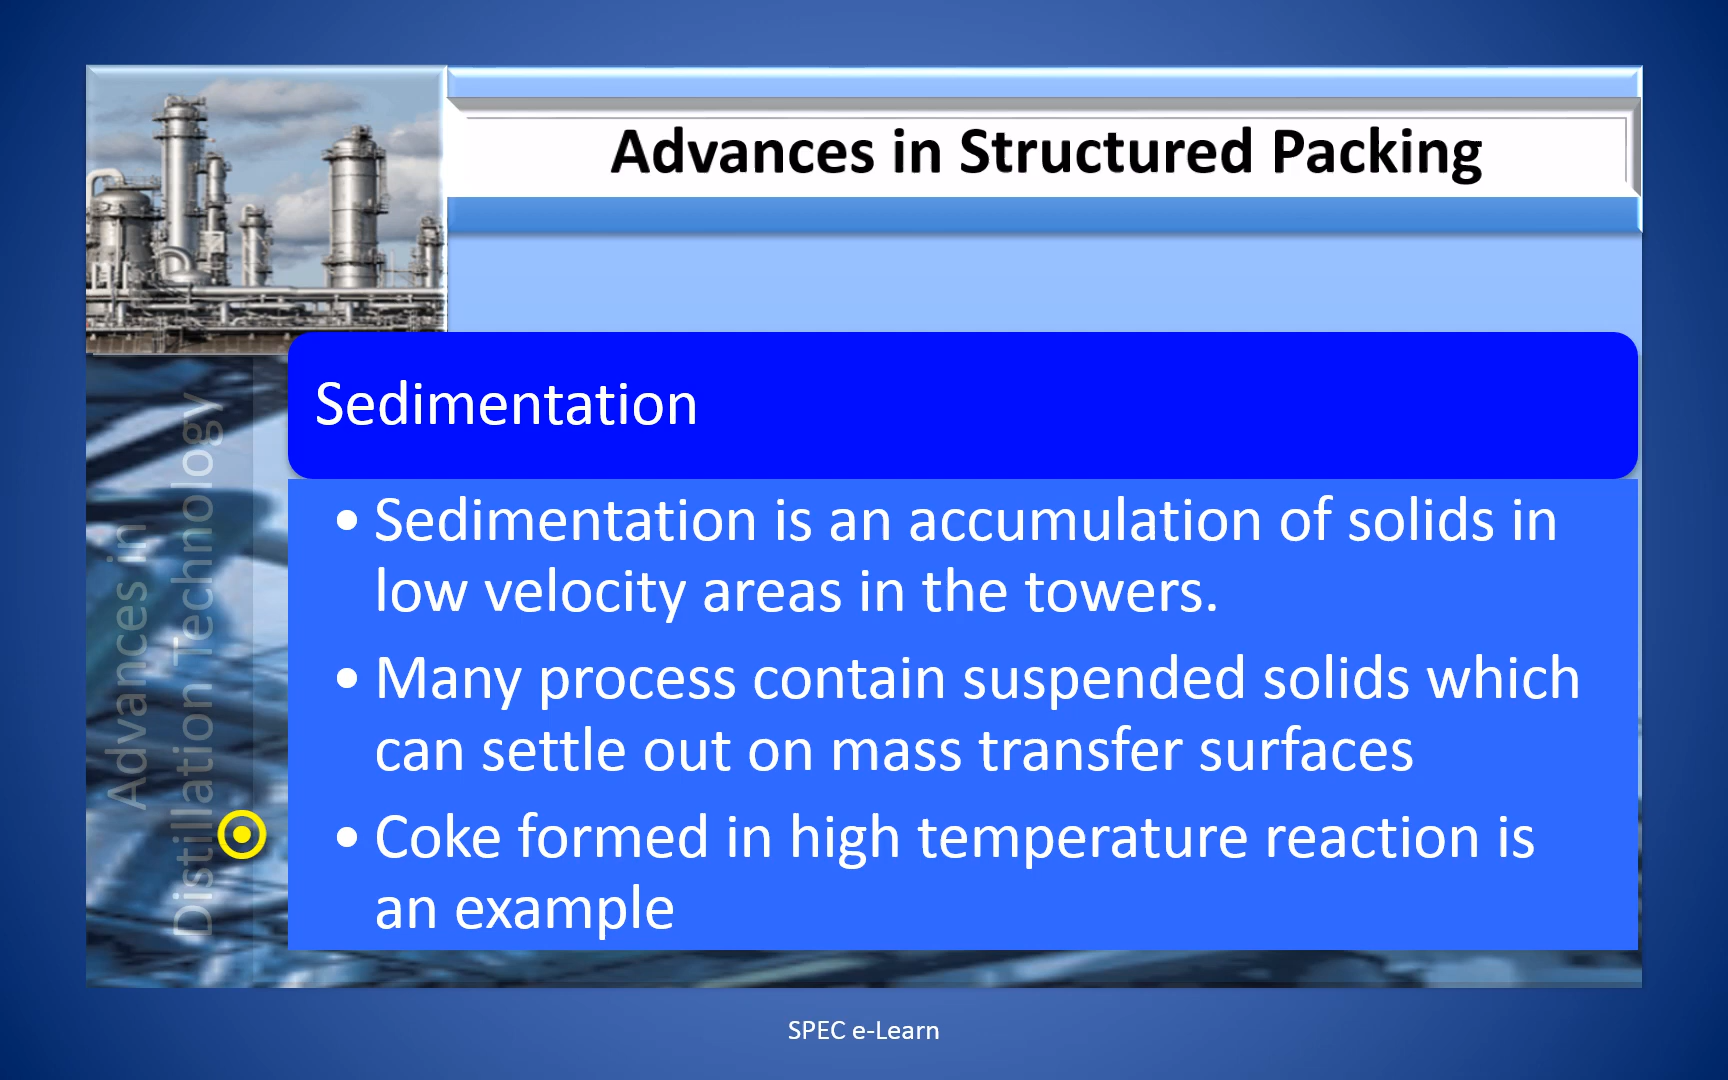 Advances in Structured Packing
Sedimentation
• Sedimentation is an accumulation of solids in
low velocity areas in the towers.
• Many process contain suspended solids which
can settle out on mass transfer surfaces
• Coke formed in high temperature reaction is
an example
Advances in
Distillation Technology
SPEC e-Learn